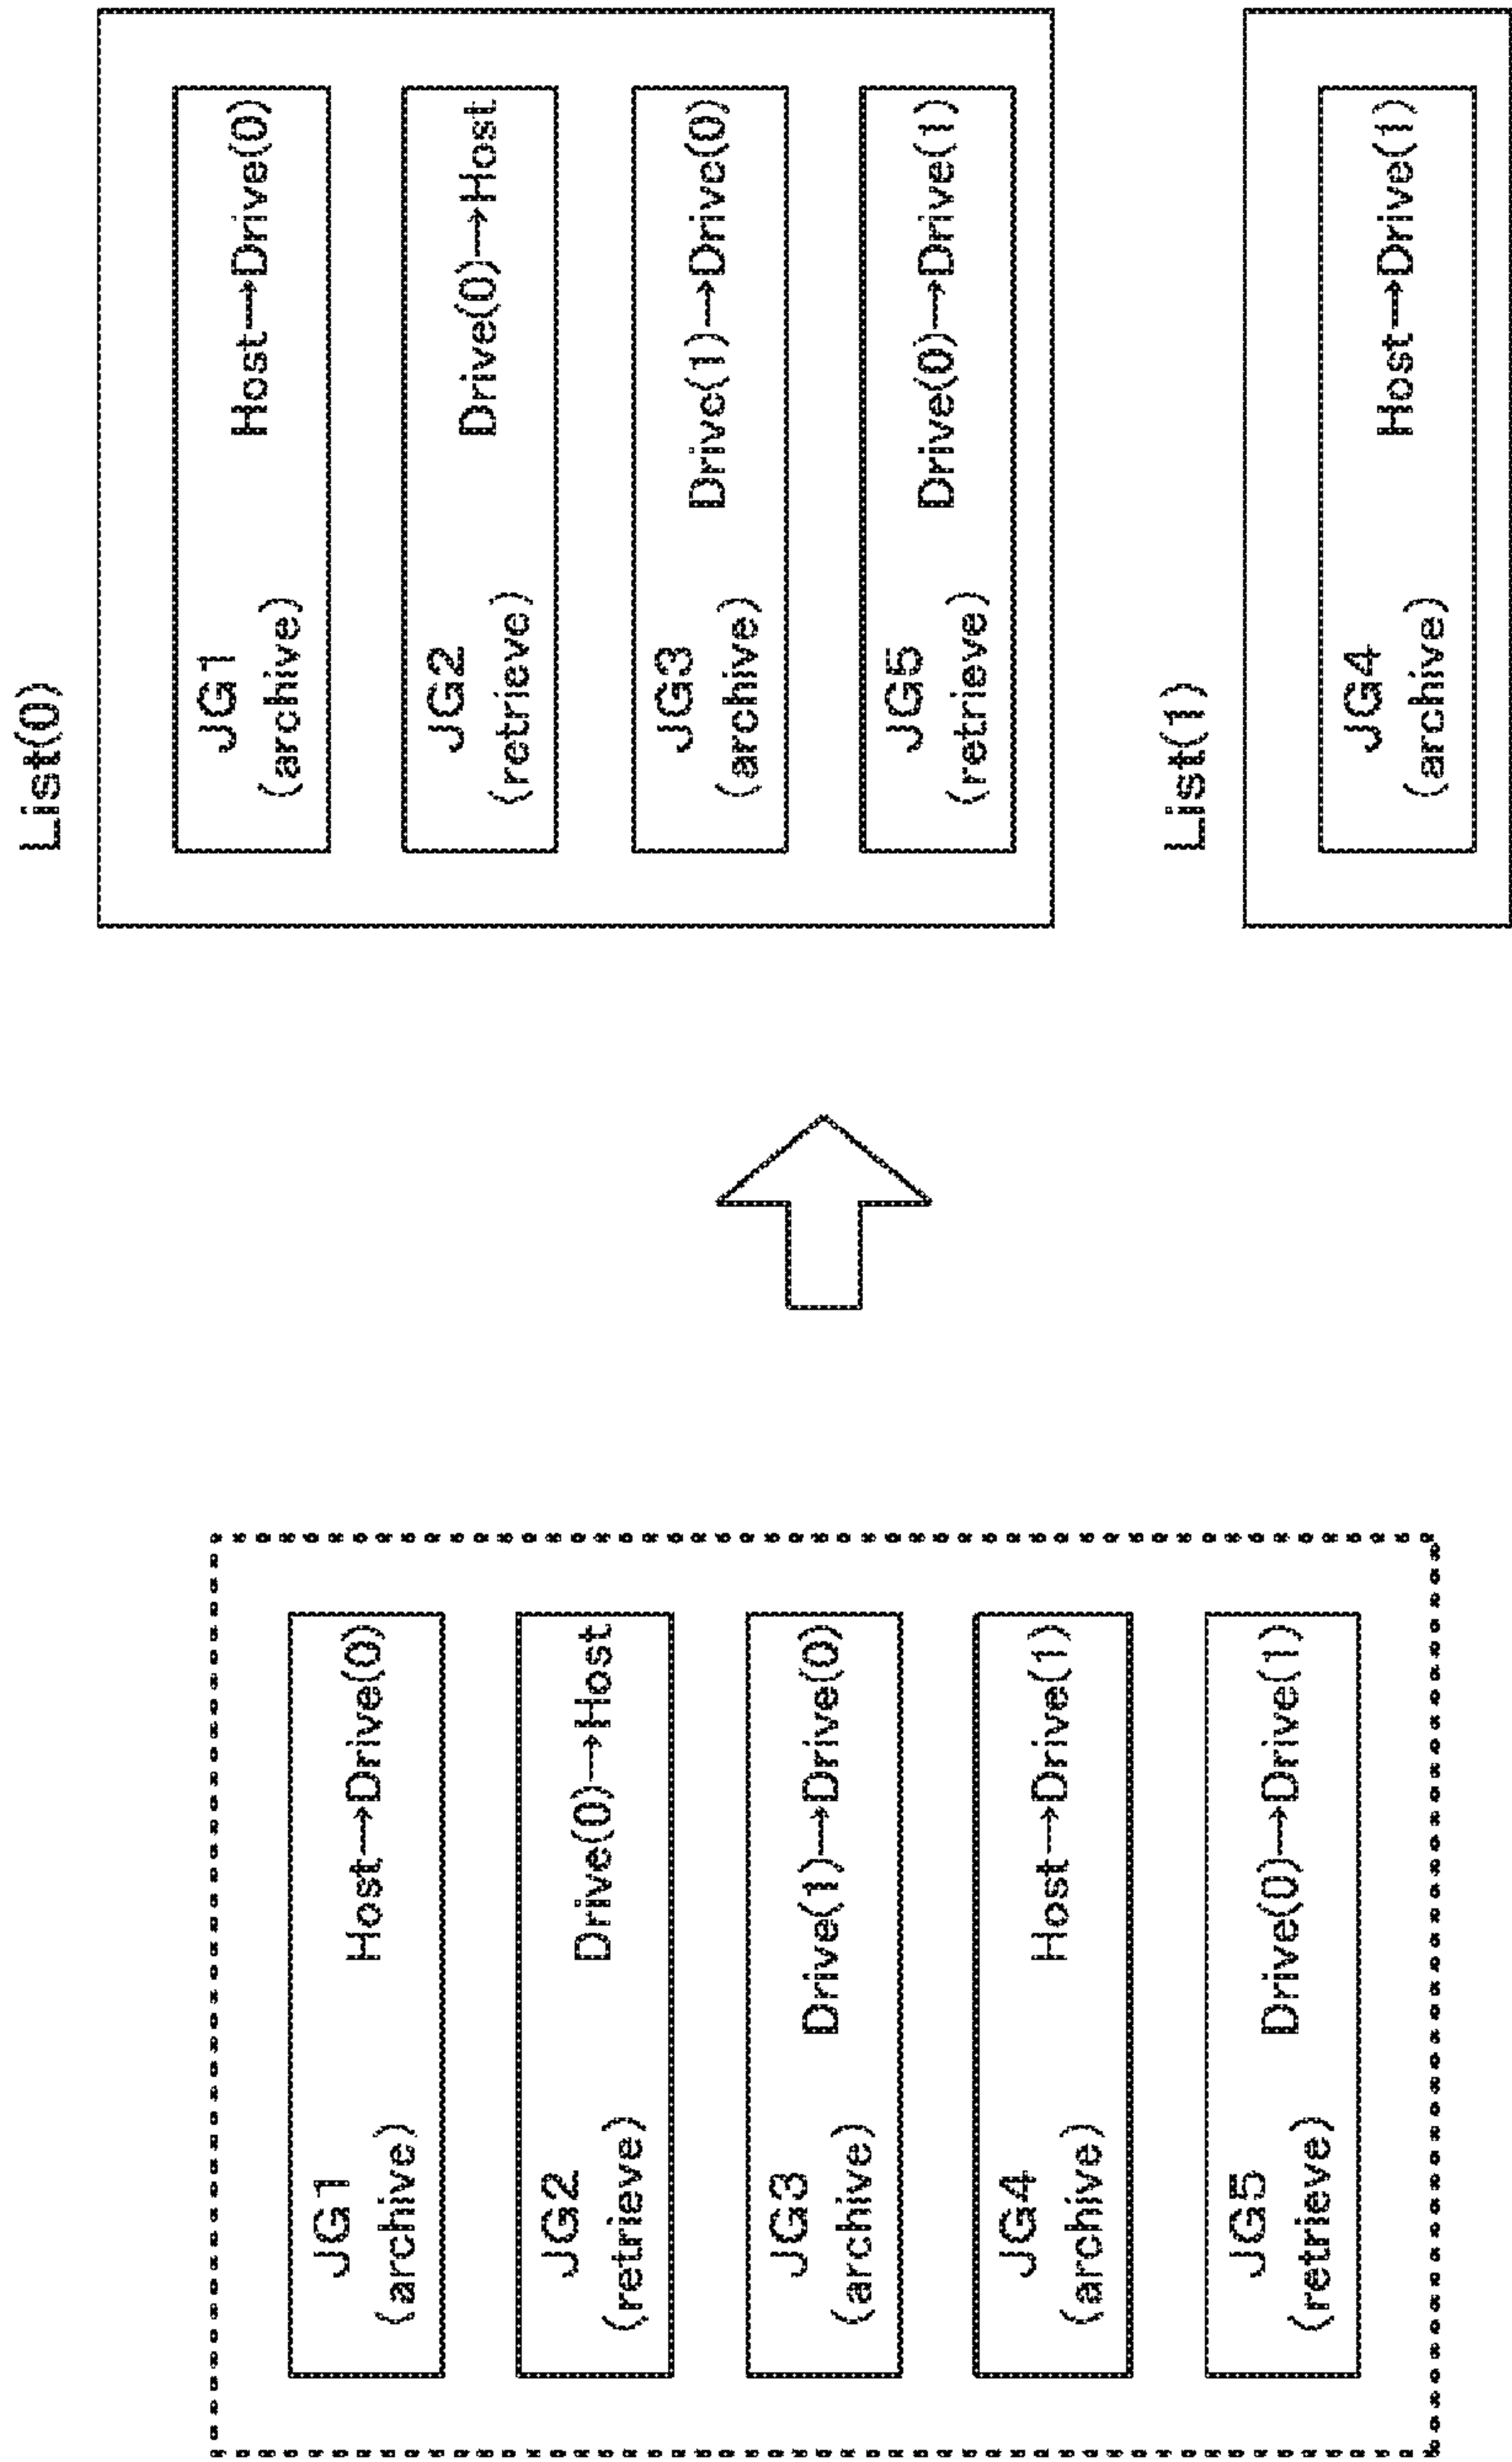 JG1
(archive)
Host→Drive(0)
JG2
(retrieve)
Drive(0)→Host
JG3
(archive)
Drive(1)→Drive(0)
JG4
(archive)
Host→Drive(1)
JG5
(retrieve)
Drive(0)→Drive(1)
List(0)
JG1
(archive)
Host→Drive(0)
JG2
(retrieve)
Drive(0)→Host
JG3
(archive)
Drive(1)→Drive(0)
JG5
(retrieve)
Drive(0)→Drive(1)
List(1)
JG4
(archive)
Host→Drive(1)